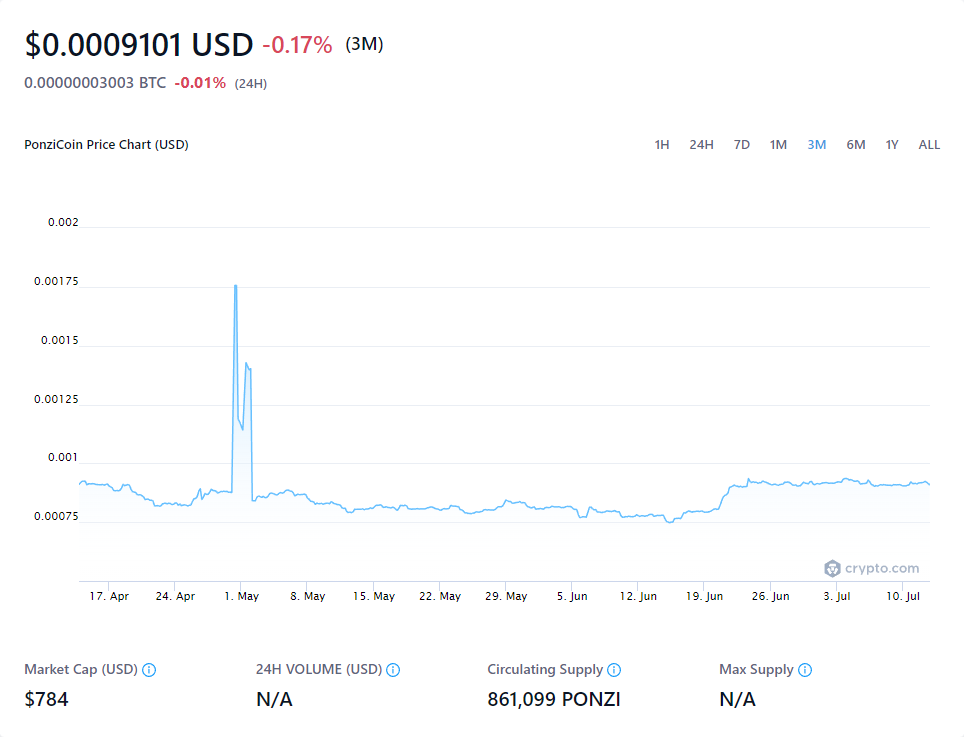 $0.0009101 USD -0.17% (3M)
0.00000003003 BTC -0.01% (24H)
PonziCoin Price Chart (USD) 1H 24H 7D 1M 3M 6M 1Y ALL
0.002
0.00175
0.0015
0.00125
0.001
0.00075
crypto.com
17. Apr 24. Apr 1. May 8. May 15. May 22. May 29. May 5. Jun 12. Jun 19. Jun 26. Jun 3. Jul 10. Jul
Market Cap (USD) 24H VOLUME (USD) Circulating Supply Max Supply
$784 N/A 861,099 PONZI N/A